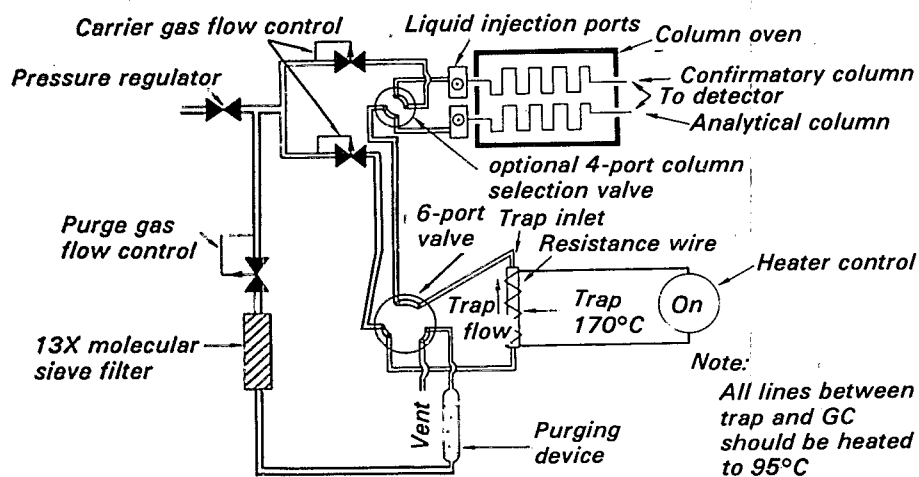 Carrier gas flow control
Liquid injection ports
Column oven
Pressure regulator
Confirmatory column
To detector
Analytical column
optional 4-port column
selection valve
6-port
valve
Trap inlet
Resistance wire
Purge gas
flow control
Heater control
On
Trap
flow
Trap
170°C
13X molecular
sieve filter
Note:
All lines between
trap and GC
should be heated
to 95°C
Vent
Purging
device